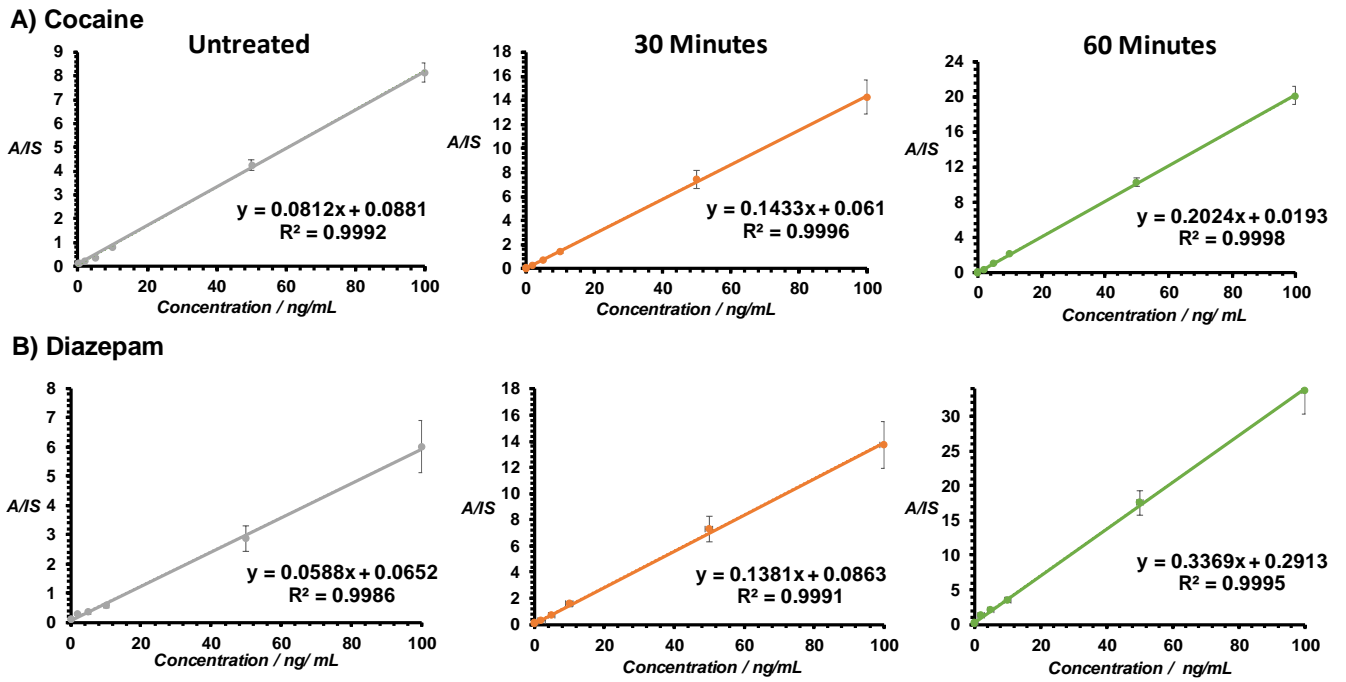 A) Cocaine
Untreated
30 Minutes
60 Minutes
9
8
7
6
5
4
3
2
1
0
A/IS
y = 0.0812x + 0.0881
R² = 0.9992
0 20 40 60 80 100
Concentration / ng/mL
18
16
14
12
10
8
6
4
2
0
A/IS
y = 0.1433x + 0.061
R² = 0.9996
0 20 40 60 80 100
Concentration / ng/mL
24
20
16
12
8
4
0
A/IS
y = 0.2024x + 0.0193
R² = 0.9998
0 20 40 60 80 100
Concentration / ng/ mL
B) Diazepam
8
7
6
5
4
3
2
1
0
A/IS
y = 0.0588x + 0.0652
R² = 0.9986
0 20 40 60 80 100
Concentration / ng/ mL
18
16
14
12
10
8
6
4
2
0
A/IS
y = 0.1381x + 0.0863
R² = 0.9991
0 20 40 60 80 100
Concentration / ng/mL
30
25
20
15
10
5
0
A/IS
y = 0.3369x + 0.2913
R² = 0.9995
0 20 40 60 80 100
Concentration / ng/mL